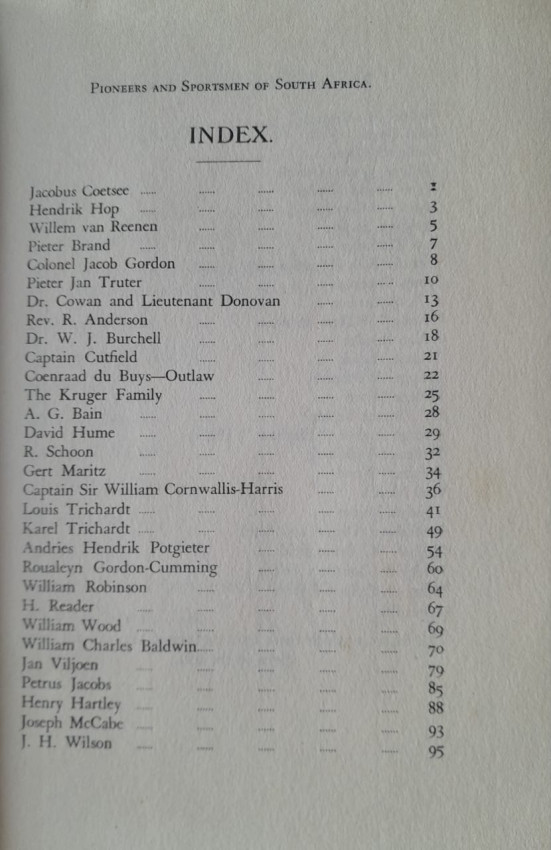 PIONEERS AND SPORTSMEN OF SOUTH AFRICA.
INDEX.
Jacobus Coetsee ...... ...... ...... ...... ...... 1
Hendrik Hop ...... ...... ...... ...... ...... 3
Willem van Reenen ...... ...... ...... ...... 5
Pieter Brand ...... ...... ...... ...... ...... 7
Colonel Jacob Gordon ...... ...... ...... ...... 8
Pieter Jan Truter ...... ...... ...... ...... 10
Dr. Cowan and Lieutenant Donovan ...... ...... 13
Rev. R. Anderson ...... ...... ...... ...... 16
Dr. W. J. Burchell ...... ...... ...... ...... 18
Captain Cutfield ...... ...... ...... ...... 21
Coenraad du Buys—Outlaw ...... ...... ...... 22
The Kruger Family ...... ...... ...... ...... 25
A. G. Bain ...... ...... ...... ...... ...... 28
David Hume ...... ...... ...... ...... ...... 29
R. Schoon ...... ...... ...... ...... ...... 32
Gert Maritz ...... ...... ...... ...... ...... 34
Captain Sir William Cornwallis-Harris ...... ...... 36
Louis Trichardt ...... ...... ...... ...... ...... 41
Karel Trichardt ...... ...... ...... ...... ...... 49
Andries Hendrik Potgieter ...... ...... ...... 54
Roualeyn Gordon-Cumming ...... ...... ...... 60
William Robinson ...... ...... ...... ...... 64
H. Reader ...... ...... ...... ...... ...... 67
William Wood ...... ...... ...... ...... ...... 69
William Charles Baldwin...... ...... ...... ...... 70
Jan Viljoen ...... ...... ...... ...... ...... 79
Petrus Jacobs ...... ...... ...... ...... ...... 85
Henry Hartley ...... ...... ...... ...... ...... 88
Joseph McCabe ...... ...... ...... ...... ...... 93
J. H. Wilson ...... ...... ...... ...... ...... 95